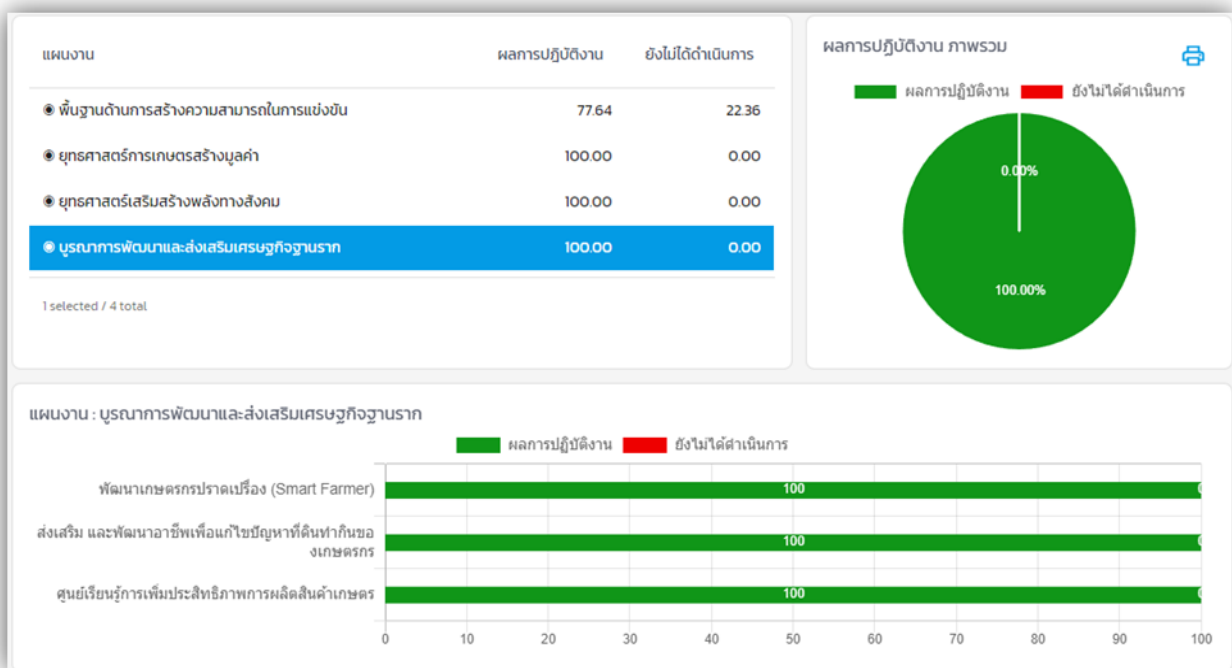 แผนงาน ผลการปฏิบัติงาน ยังไม่ได้ดำเนินการ
พื้นฐานด้านการสร้างความสามารถในการแข่งขัน 77.64 22.36
ยุทธศาสตร์การเกษตรสร้างมูลค่า 100.00 0.00
ยุทธศาสตร์เสริมสร้างพลังทางสังคม 100.00 0.00
บูรณาการพัฒนาและส่งเสริมเศรษฐกิจฐานราก 100.00 0.00
1 selected / 4 total
ผลการปฏิบัติงาน ภาพรวม
ผลการปฏิบัติงาน ยังไม่ได้ดำเนินการ
0.00%
100.00%
แผนงาน : บูรณาการพัฒนาและส่งเสริมเศรษฐกิจฐานราก
ผลการปฏิบัติงาน ยังไม่ได้ดำเนินการ
พัฒนาเกษตรกรปราดเปรื่อง (Smart Farmer) 100
ส่งเสริม และพัฒนาอาชีพเพื่อแก้ไขปัญหาที่ดินทำกินขอ
งเกษตรกร 100
ศูนย์เรียนรู้การเพิ่มประสิทธิภาพการผลิตสินค้าเกษตร 100
0 10 20 30 40 50 60 70 80 90 100